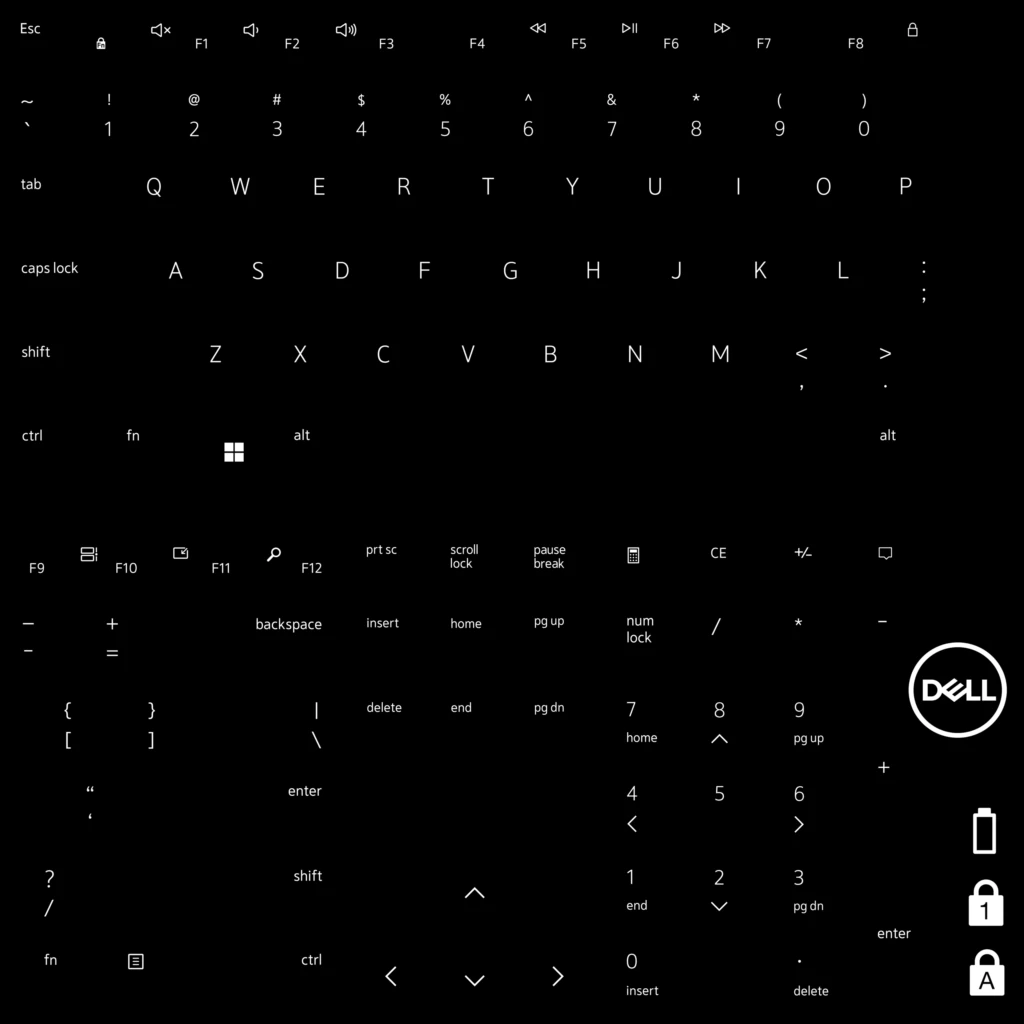 Esc F1 F2 F3 F4 F5 F6 F7 F8
Fn
~ ! @ # $ % ^ & * ( )
` 1 2 3 4 5 6 7 8 9 0
tab Q W E R T Y U I O P
caps lock A S D F G H J K L :
;
shift Z X C V B N M < >
, .
ctrl fn alt alt
F9 F10 F11 F12 prt sc scroll lock pause break CE +/-
– + backspace insert home pg up num lock / * -
- =
{ } | delete end pg dn 7 8 9
[ ] \ home pg up
DELL
+
“ enter 4 5 6
‘ < >
? shift 1 2 3
/ end pg dn
1
enter
fn ctrl 0 .
insert delete
A